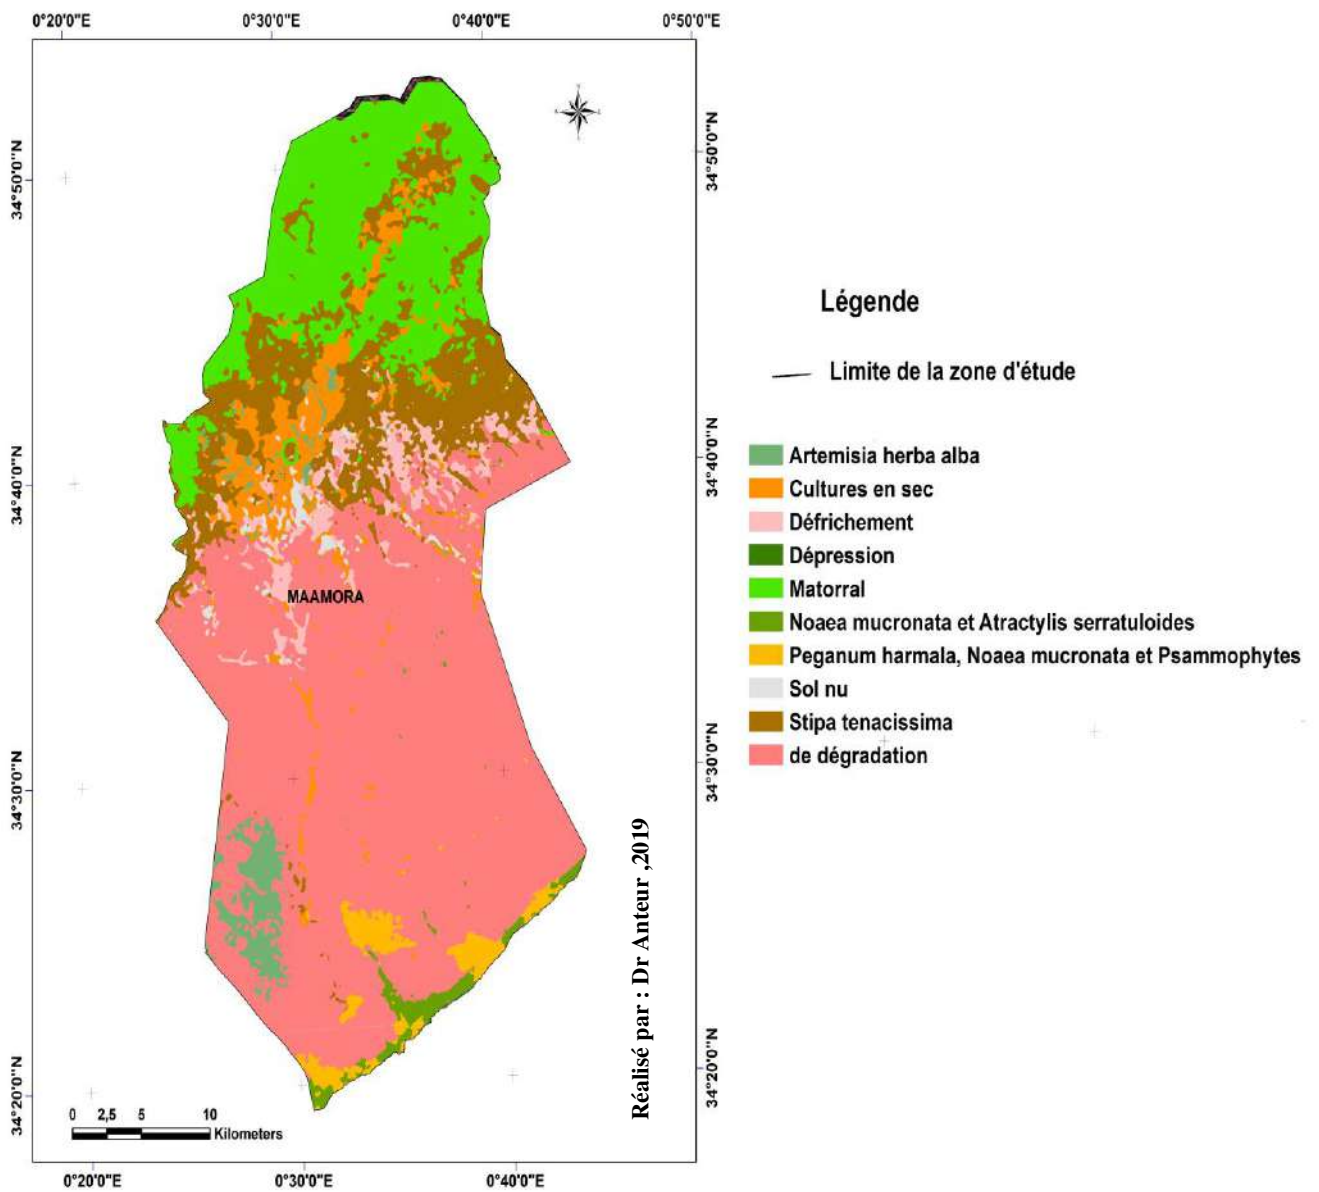 0°20'0"E 0°30'0"E 0°40'0"E 0°50'0"E
34°50'0"N
34°50'0"N
Légende
Limite de la zone d'étude
34°40'0"N
34°40'0"N
Artemisia herba alba
Cultures en sec
Défrichement
Dépression
Matorral
Noaea mucronata et Atractylis serratuloides
Peganum harmala, Noaea mucronata et Psammophytes
Sol nu
Stipa tenacissima
de dégradation
MAAMORA
34°30'0"N
34°30'0"N
Réalisé par : Dr Anteur ,2019
34°20'0"N
34°20'0"N
0 2,5 5 10
Kilometers
0°20'0"E 0°30'0"E 0°40'0"E